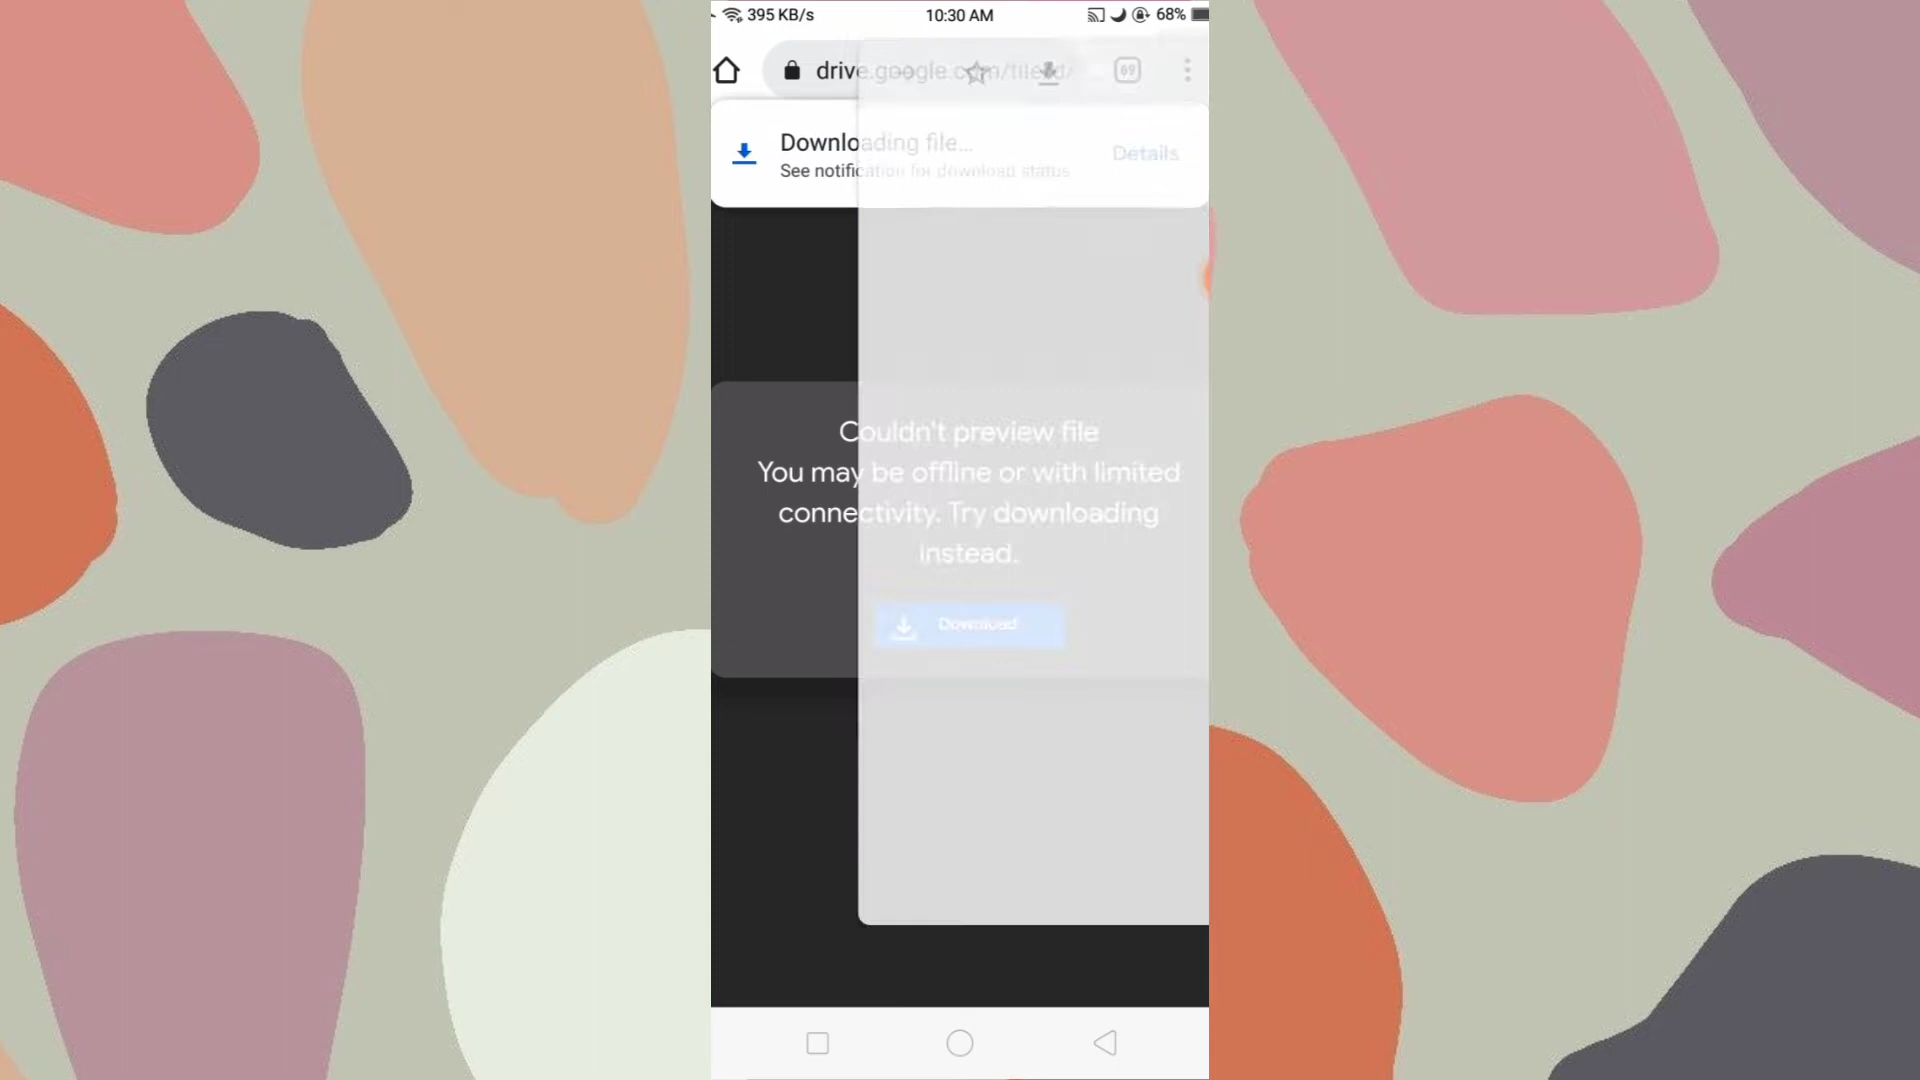 395 KB/s 10:30 AM 68%
drive.google.com/file/d/ 69
Downloading file...
Details
See notification for download status
Couldn't preview file
You may be offline or with limited
connectivity. Try downloading
instead.
Download